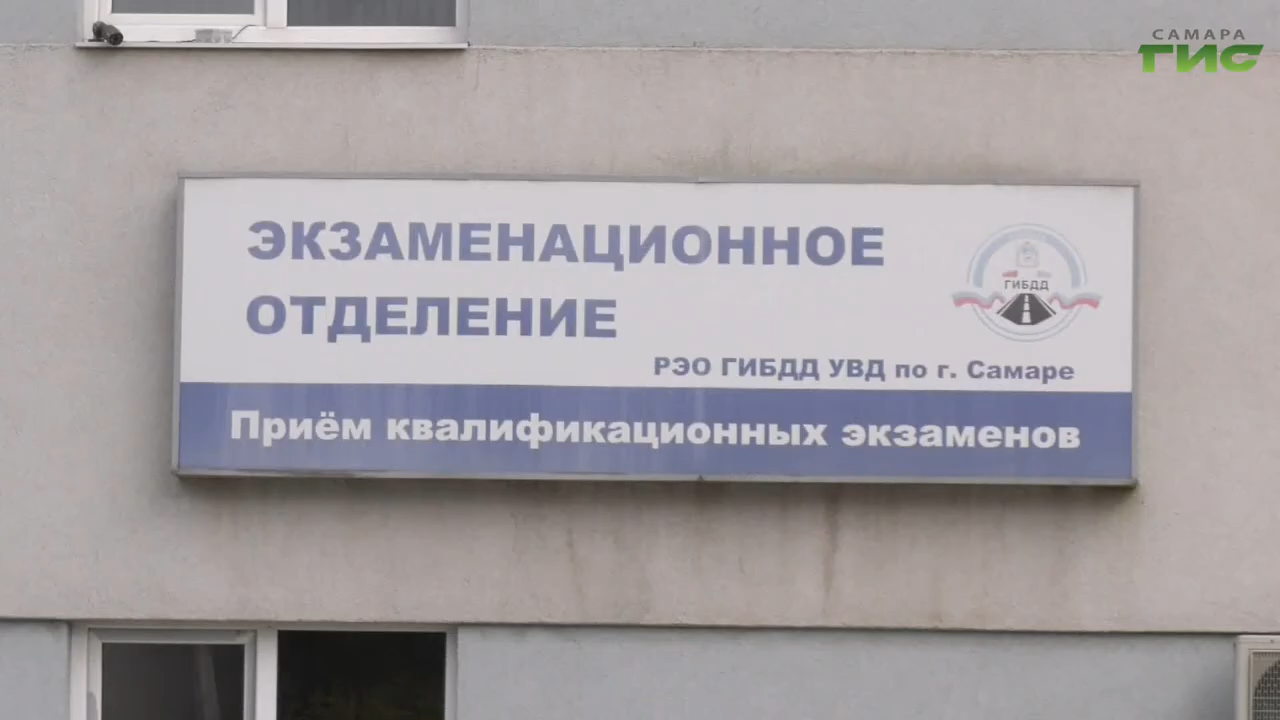 САМАРА
ГИС
ЭКЗАМЕНАЦИОННОЕ
ОТДЕЛЕНИЕ
ГИБДД
РЭО ГИБДД УВД по г. Самаре
Приём квалификационных экзаменов